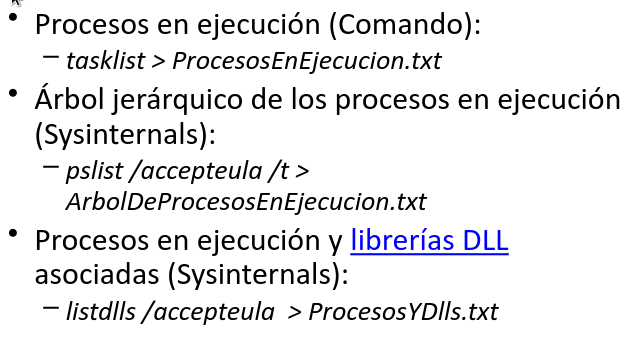 • Procesos en ejecución (Comando):
– tasklist > ProcesosEnEjecucion.txt
• Árbol jerárquico de los procesos en ejecución
(Sysinternals):
– pslist /accepteula /t >
ArbolDeProcesosEnEjecucion.txt
• Procesos en ejecución y librerías DLL
asociadas (Sysinternals):
– listdlls /accepteula  > ProcesosYDlls.txt